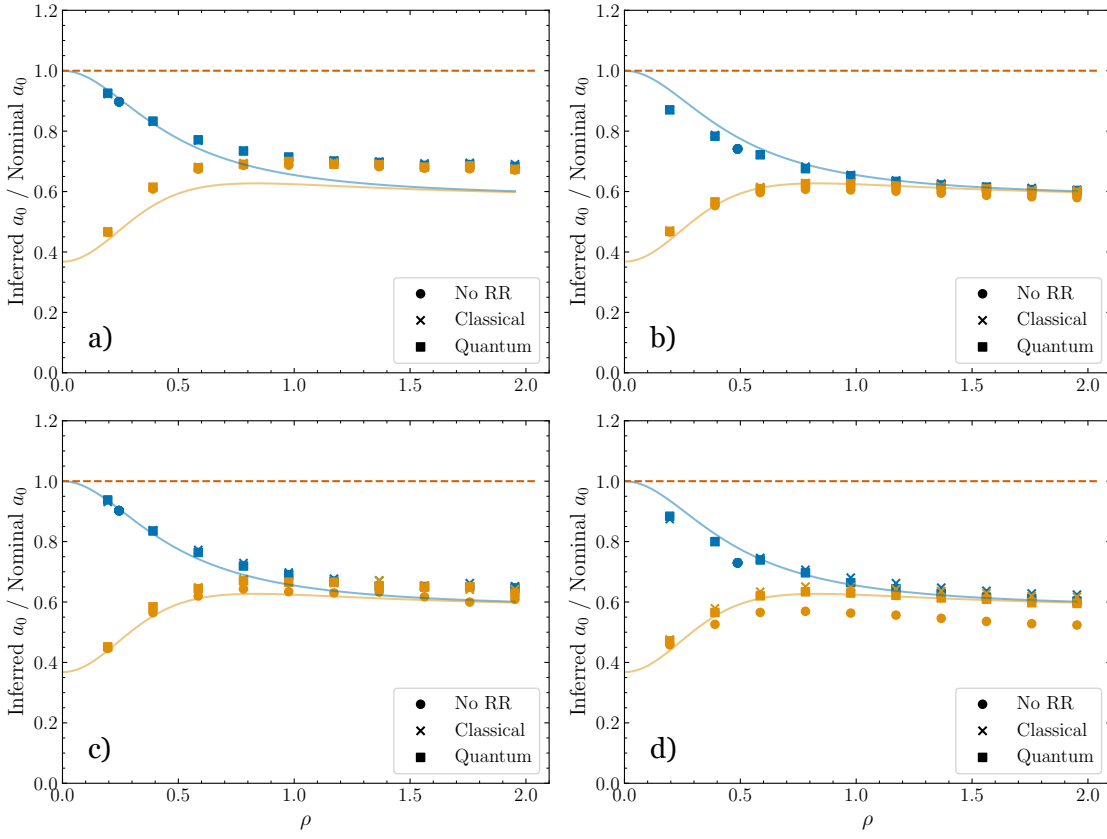 1.2
1.0
0.8
0.6
0.4
0.2
0.0
Inferred a₀ / Nominal a₀
0.0 0.5 1.0 1.5 2.0
ρ
a)
No RR
Classical
Quantum
1.2
1.0
0.8
0.6
0.4
0.2
0.0
Inferred a₀ / Nominal a₀
0.0 0.5 1.0 1.5 2.0
ρ
b)
No RR
Classical
Quantum
1.2
1.0
0.8
0.6
0.4
0.2
0.0
Inferred a₀ / Nominal a₀
0.0 0.5 1.0 1.5 2.0
ρ
c)
No RR
Classical
Quantum
1.2
1.0
0.8
0.6
0.4
0.2
0.0
Inferred a₀ / Nominal a₀
0.0 0.5 1.0 1.5 2.0
ρ
d)
No RR
Classical
Quantum